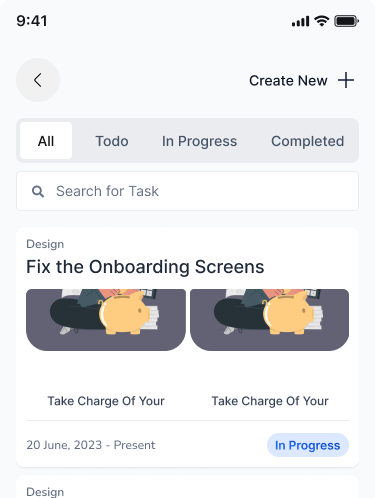 9:41
Create New
All Todo In Progress Completed
Search for Task
Design
Fix the Onboarding Screens
Take Charge Of Your Take Charge Of Your
20 June, 2023 - Present In Progress
Design